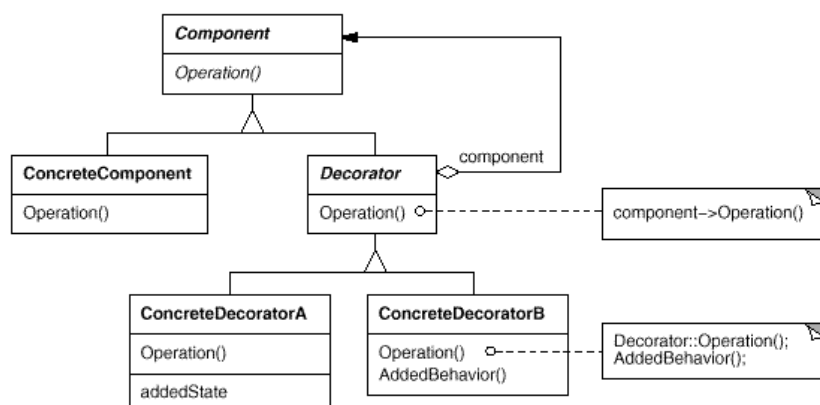 Component
Operation()
component
ConcreteComponent
Operation()
Decorator
Operation()
component->Operation()
ConcreteDecoratorA
Operation()
addedState
ConcreteDecoratorB
Operation()
AddedBehavior()
Decorator::Operation();
AddedBehavior();